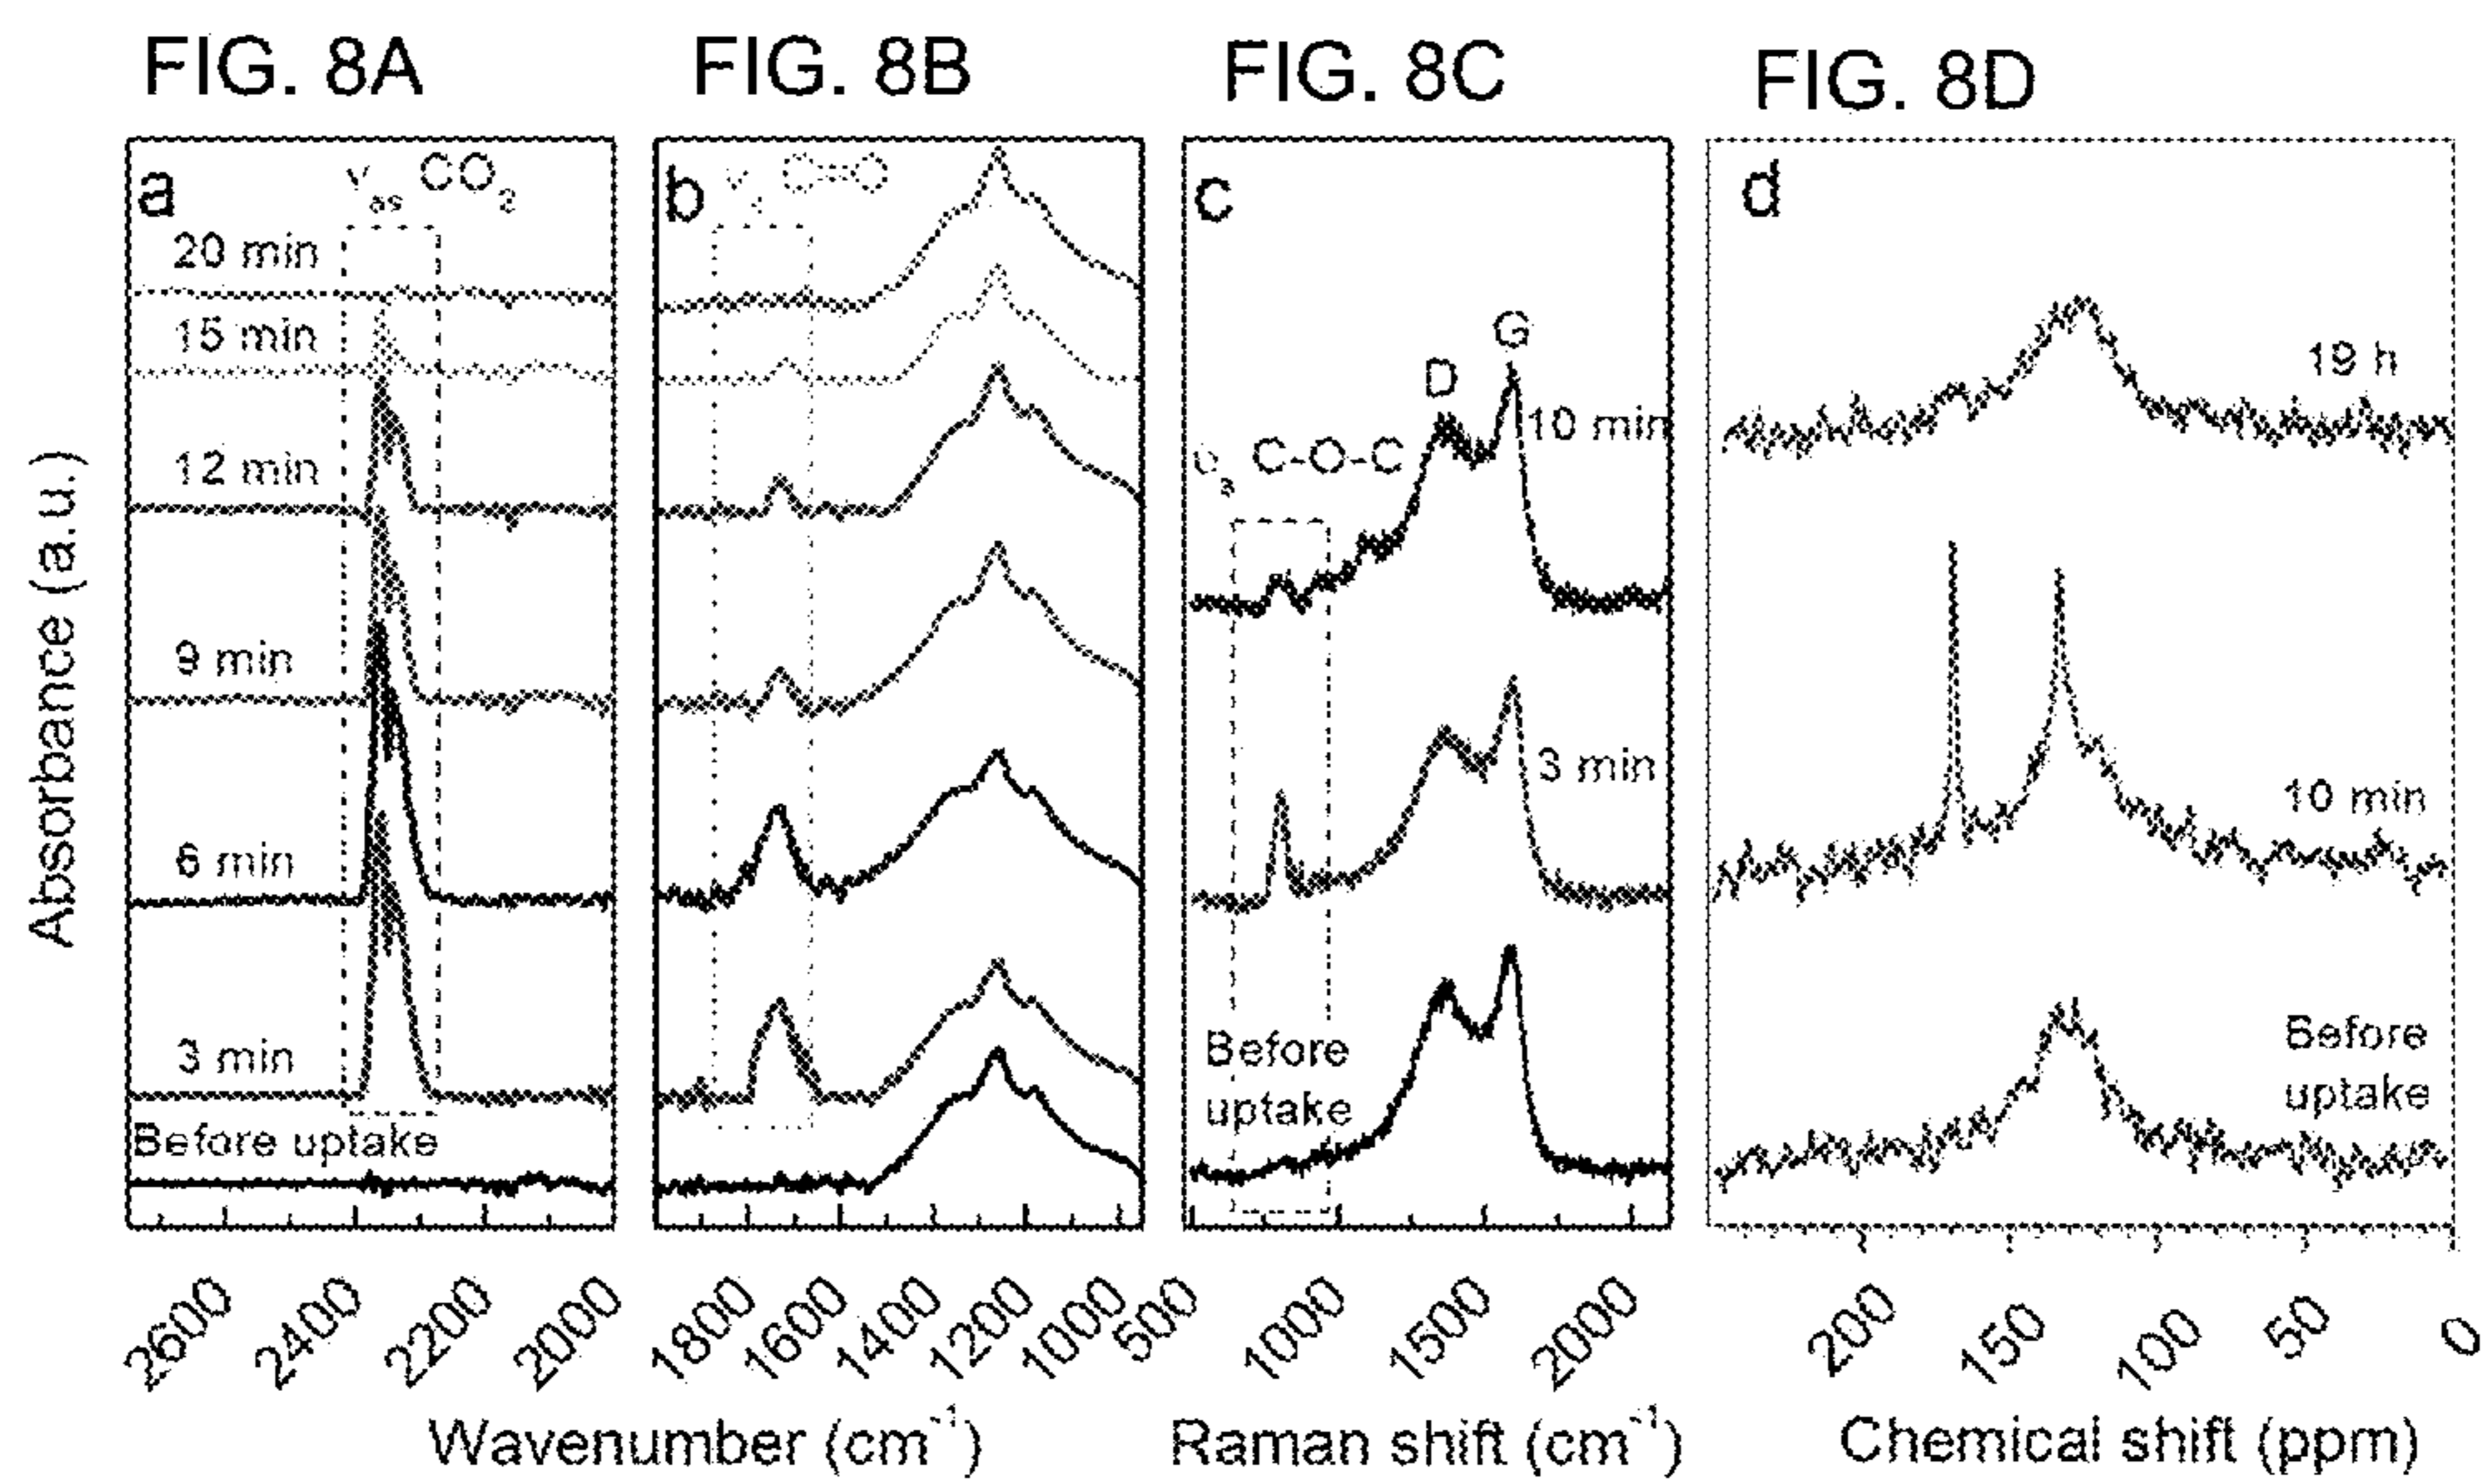 FIG. 8A
FIG. 8B
FIG. 8C
FIG. 8D
Absorbance (a.u.)
a
νas CO2
20 min
15 min
12 min
9 min
6 min
3 min
Before uptake
2600
2400
2200
2000
b
C=O
1800
1600
1400
1200
1000
Wavenumber (cm-1)
c
D
G
C-O-C
10 min
3 min
Before
uptake
500
1000
1500
2000
Raman shift (cm-1)
d
19 h
10 min
Before
uptake
200
150
100
50
0
Chemical shift (ppm)